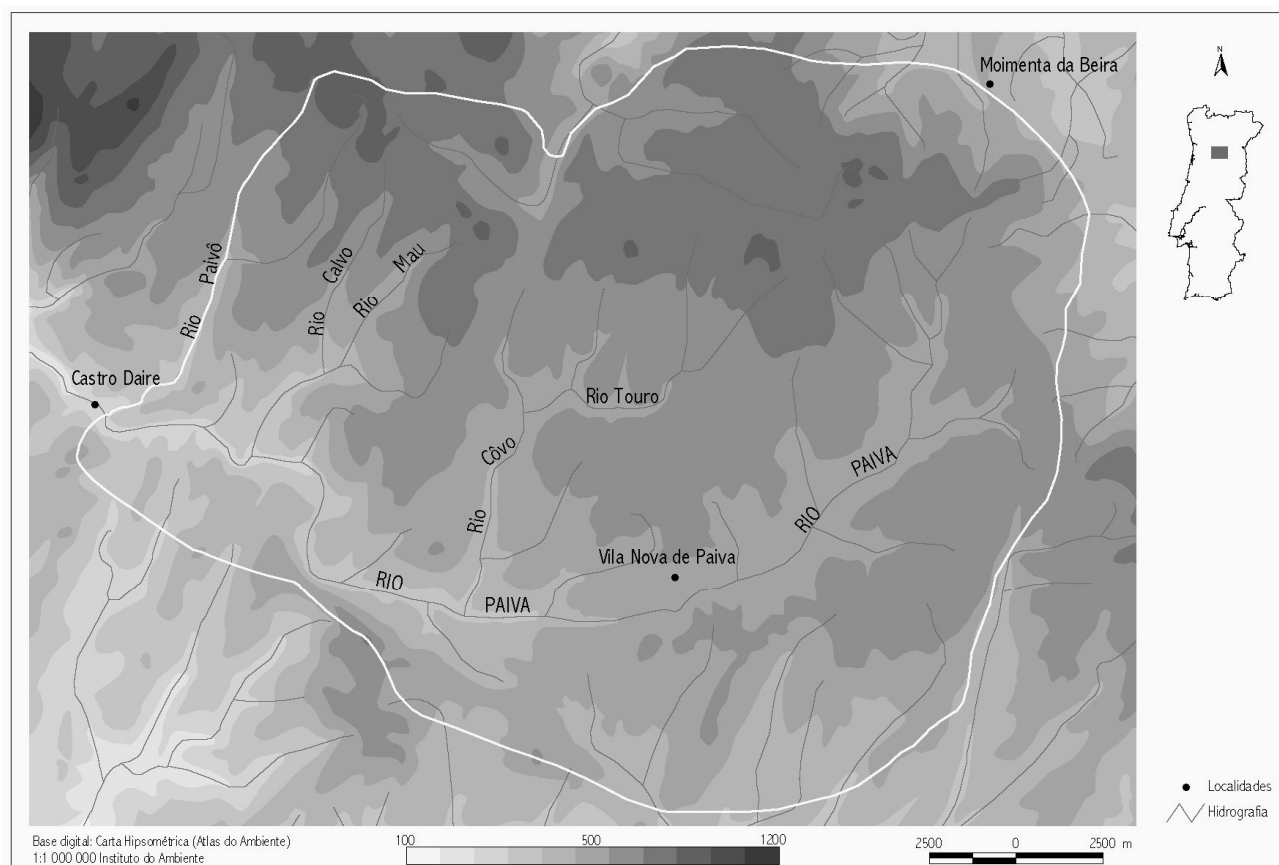 Moimenta da Beira
N
Rio Paivô
Rio Calvo
Rio Mau
Castro Daire
Rio Touro
Rio Côvo
RIO PAIVA
Vila Nova de Paiva
RIO PAIVA
Localidades
Hidrografia
Base digital: Carta Hipsométrica (Atlas do Ambiente)
1:1 000 000 Instituto do Ambiente
100 500 1200
2500 0 2500 m